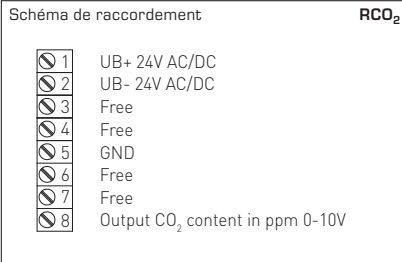 Schéma de raccordement RCO₂
1 UB+ 24V AC/DC
2 UB- 24V AC/DC
3 Free
4 Free
5 GND
6 Free
7 Free
8 Output CO₂ content in ppm 0-10V